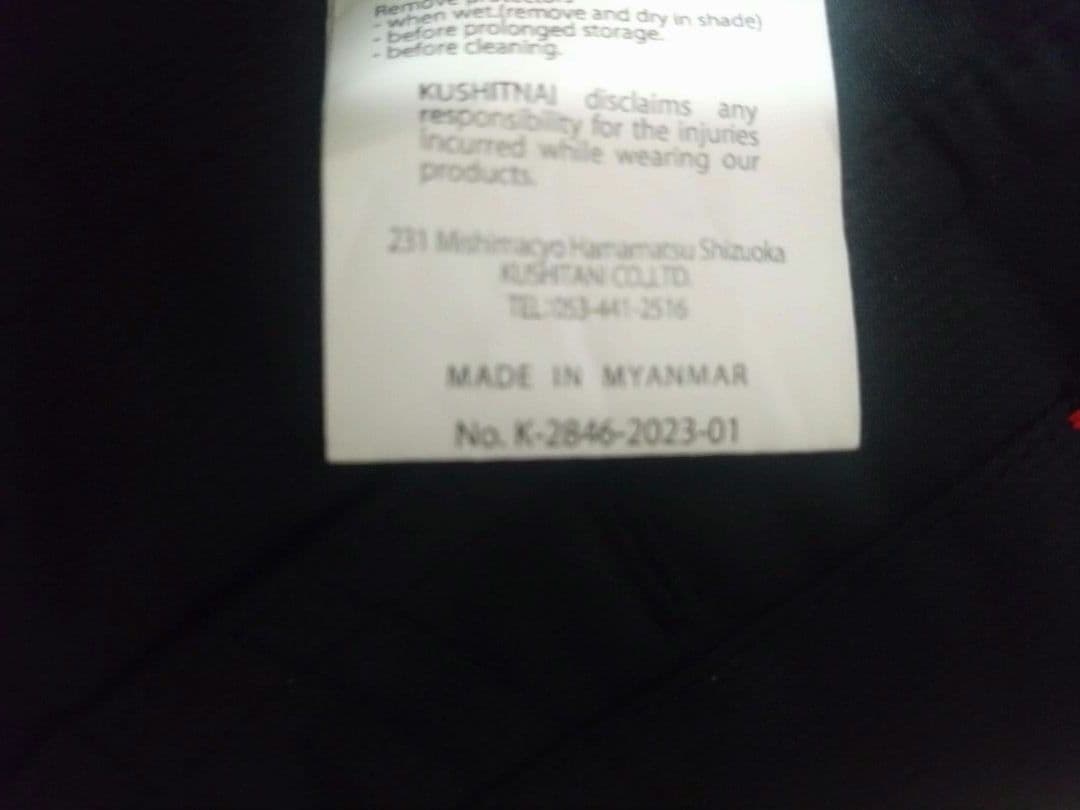 Remove protectors
- when wet (remove and dry in shade)
- before prolonged storage.
- before cleaning.
KUSHITNAI disclaims any
responsibility for the injuries
incurred while wearing our
products.
231 Mishimacyo Hamamatsu Shizuoka
KUSHITANI CO.,LTD.
TEL:053-441-2516
MADE IN MYANMAR
No. K-2846-2023-01